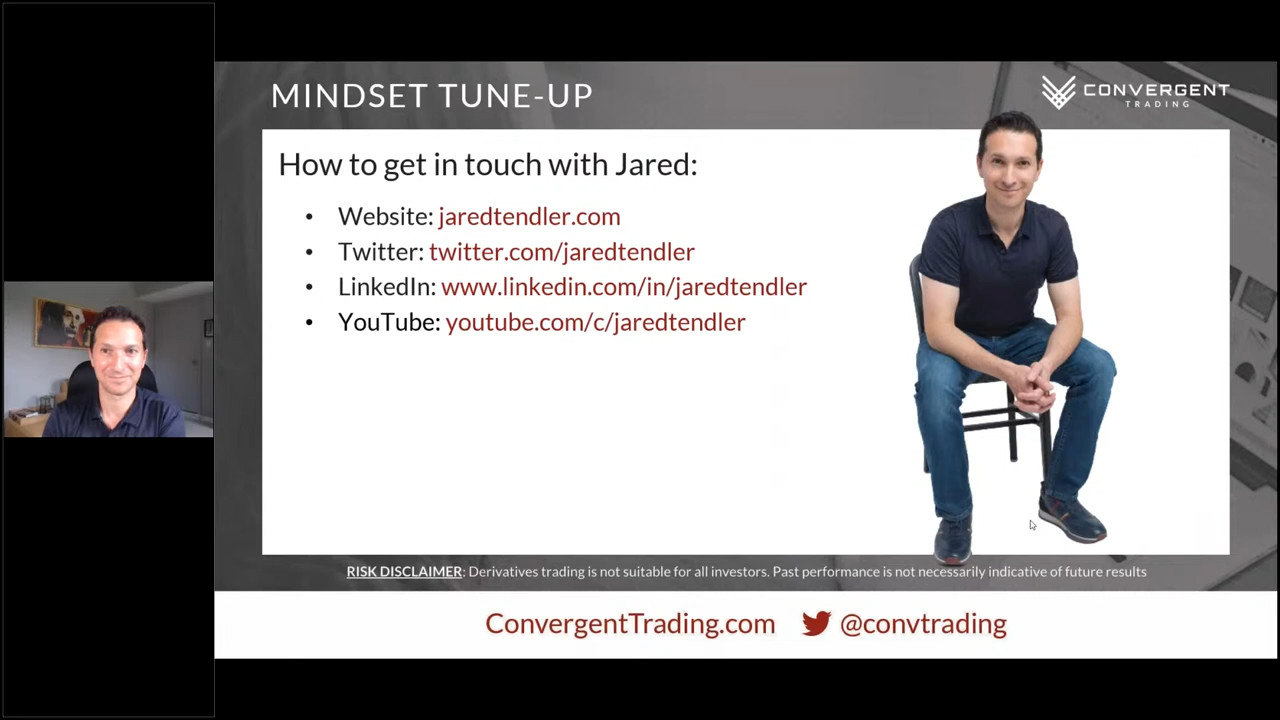 MINDSET TUNE-UP
CONVERGENT
TRADING
How to get in touch with Jared:
• Website: jaredtendler.com
• Twitter: twitter.com/jaredtendler
• LinkedIn: www.linkedin.com/in/jaredtendler
• YouTube: youtube.com/c/jaredtendler
RISK DISCLAIMER: Derivatives trading is not suitable for all investors. Past performance is not necessarily indicative of future results
ConvergentTrading.com @convtrading